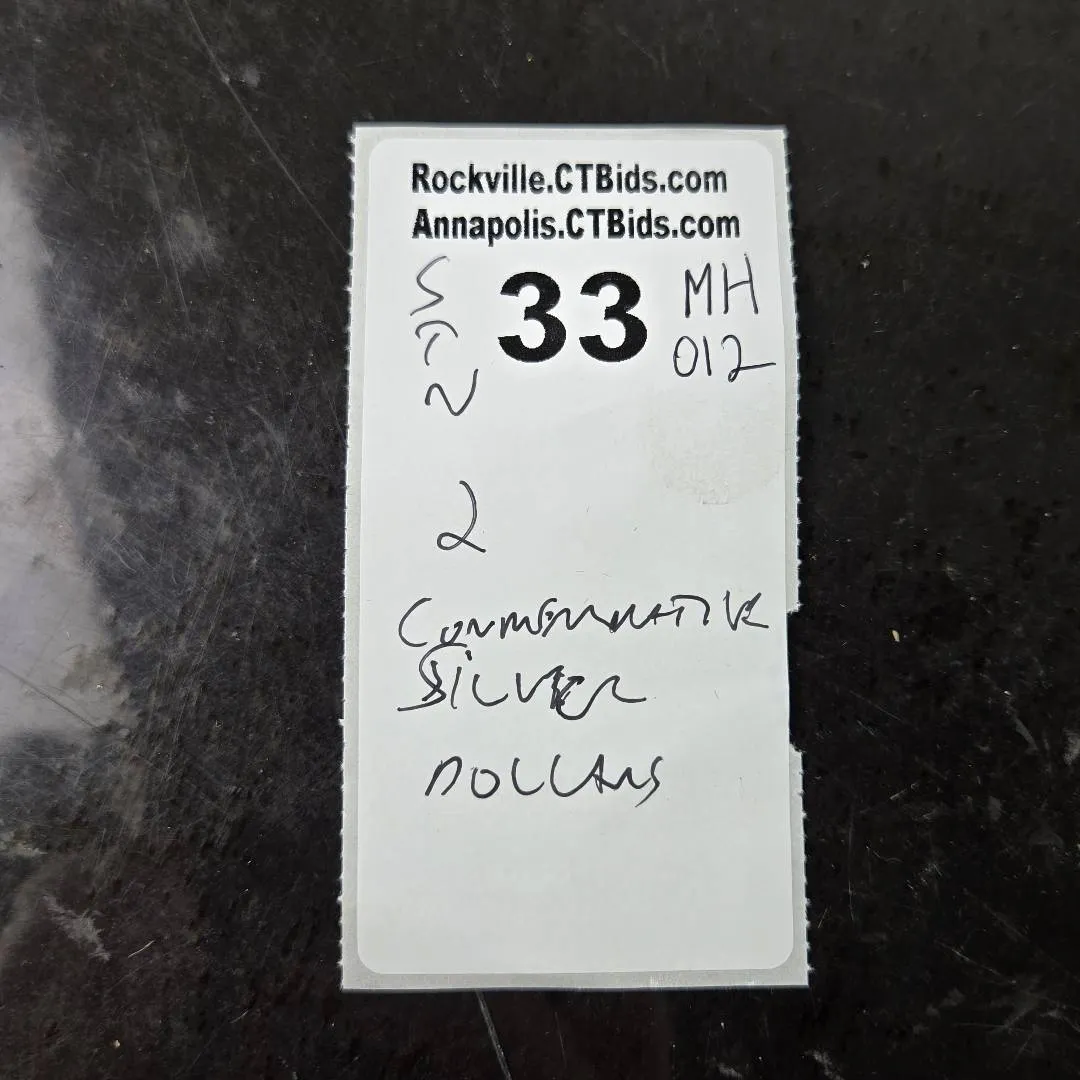 Rockville.CTBids.com
Annapolis.CTBids.com
33 MH
012
2
COMMEMORATIVE
SILVER
DOLLARS